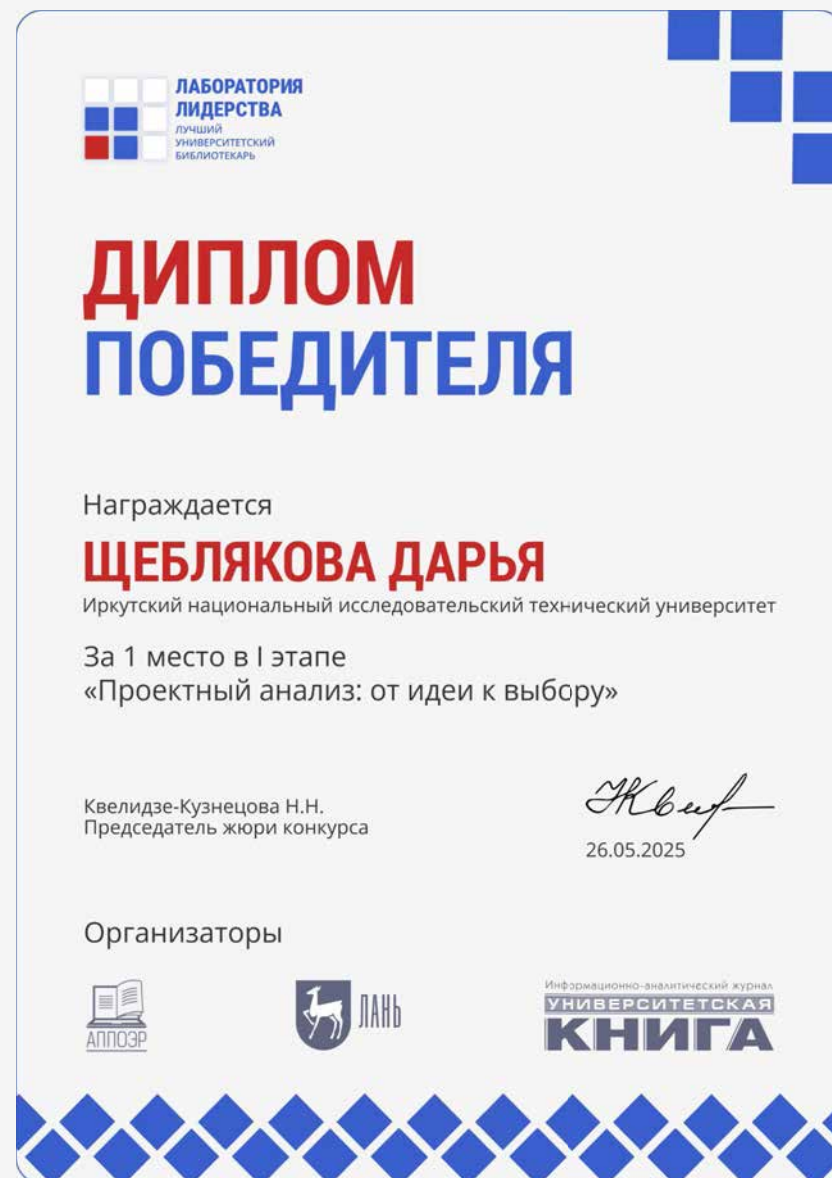 ЛАБОРАТОРИЯ
ЛИДЕРСТВА
ЛУЧШИЙ
УНИВЕРСИТЕТСКИЙ
БИБЛИОТЕКАРЬ
ДИПЛОМ
ПОБЕДИТЕЛЯ
Награждается
ЩЕБЛЯКОВА ДАРЬЯ
Иркутский национальный исследовательский технический университет
За 1 место в I этапе
«Проектный анализ: от идеи к выбору»
Квелидзе-Кузнецова Н.Н.
Председатель жюри конкурса
26.05.2025
Организаторы
АППОЭР
ЛАНЬ
Информационно-аналитический журнал
УНИВЕРСИТЕТСКАЯ
КНИГА